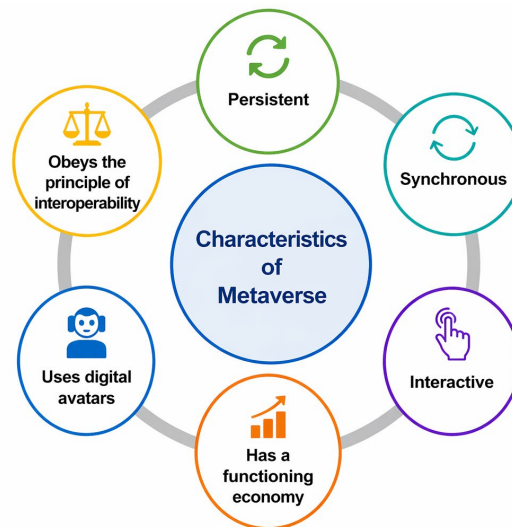 Persistent
Synchronous
Interactive
Has a
functioning
economy
Uses digital
avatars
Obeys the
principle of
interoperability
Characteristics
of
Metaverse